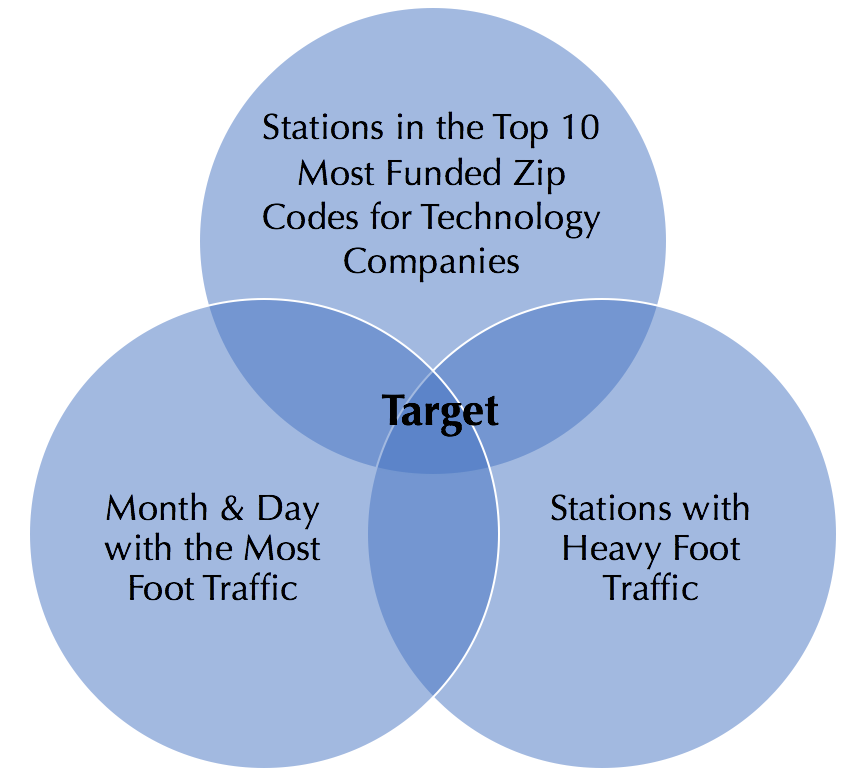 Stations in the Top 10
Most Funded Zip
Codes for Technology
Companies
Target
Month & Day
with the Most
Foot Traffic
Stations with
Heavy Foot
Traffic